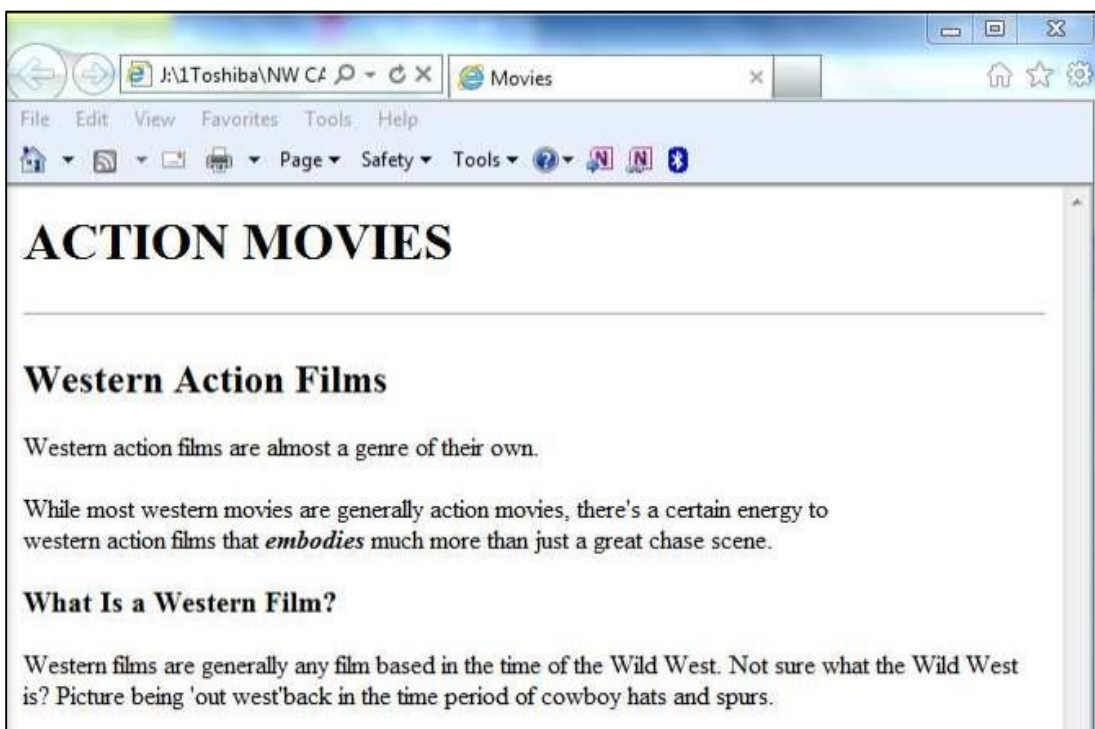 J:\1Toshiba\NW CA
Movies
File Edit View Favorites Tools Help
Page Safety Tools
ACTION MOVIES
Western Action Films
Western action films are almost a genre of their own.
While most western movies are generally action movies, there's a certain energy to
western action films that embodies much more than just a great chase scene.
What Is a Western Film?
Western films are generally any film based in the time of the Wild West. Not sure what the Wild West
is? Picture being 'out west'back in the time period of cowboy hats and spurs.